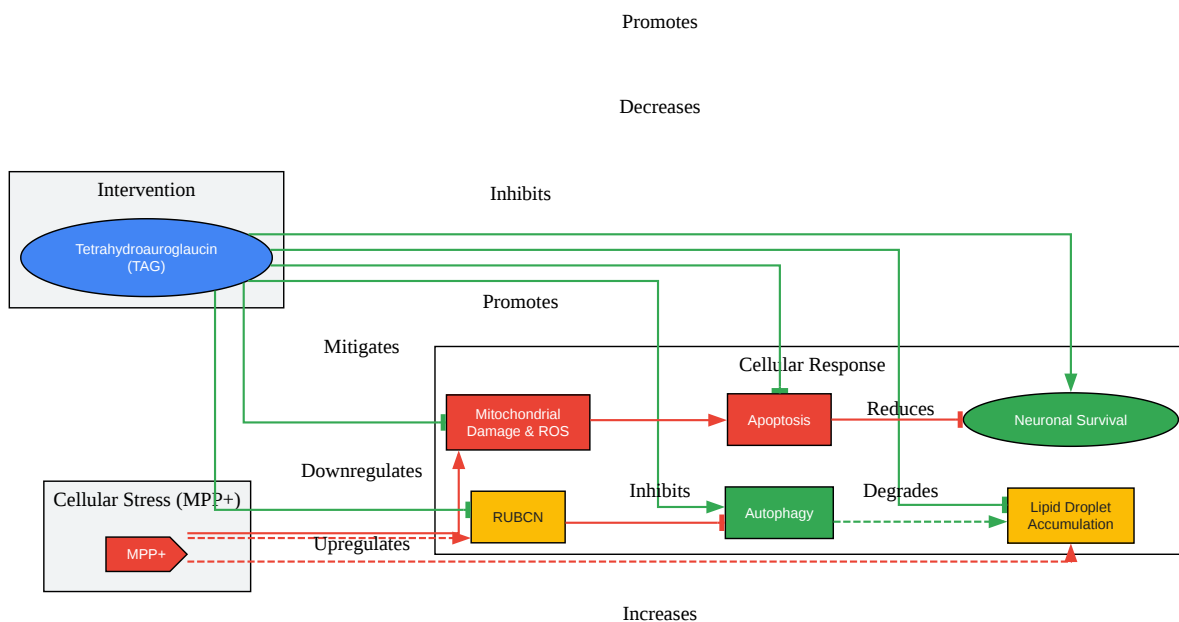 Promotes
Decreases
Intervention
Inhibits
Tetrahydroauroglaucin
(TAG)
Promotes
Mitigates
Cellular Response
Mitochondrial
Damage & ROS
Apoptosis
Reduces
Neuronal Survival
Downregulates
Cellular Stress (MPP+)
Inhibits
Degrades
RUBCN
Autophagy
Lipid Droplet
Accumulation
Upregulates
MPP+
Increases